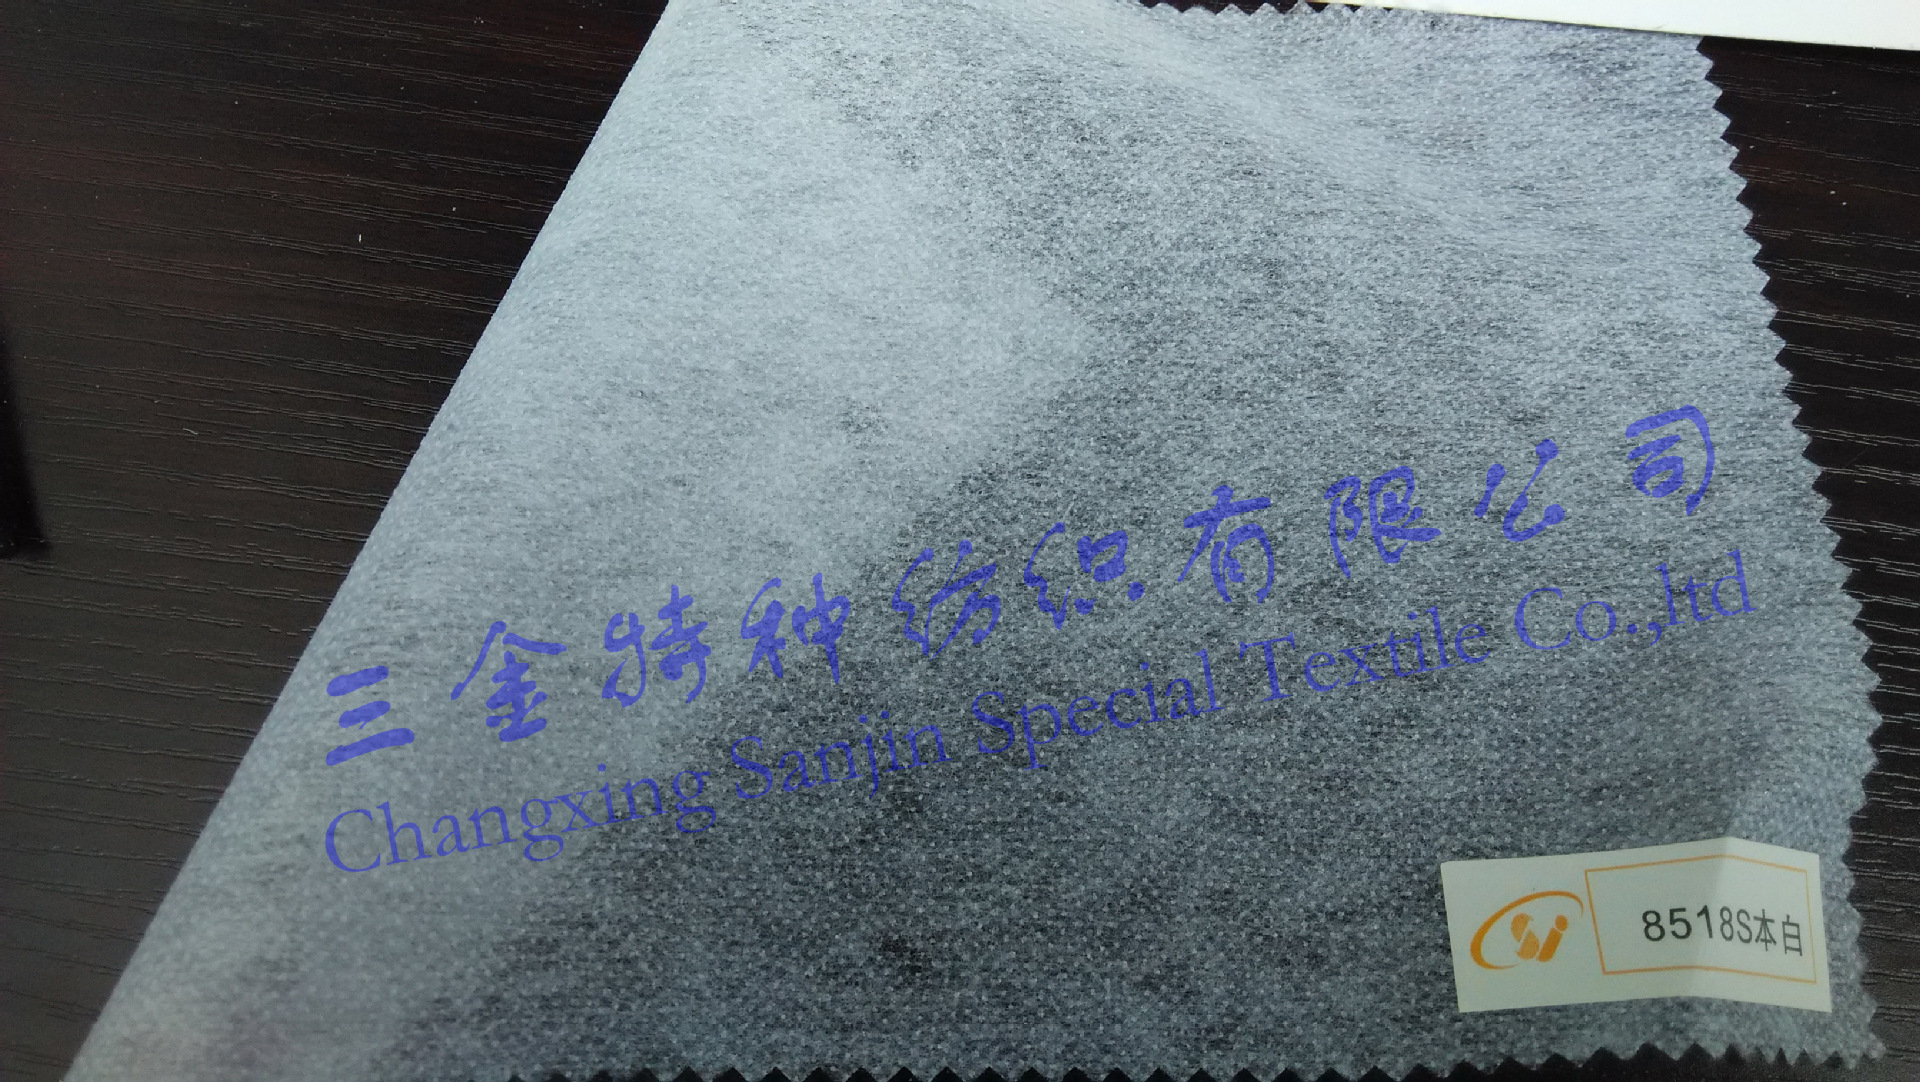 三金特种纺织有限公司
Changxing Sanjin Special Textile Co.,ltd
Sj
8518S本白